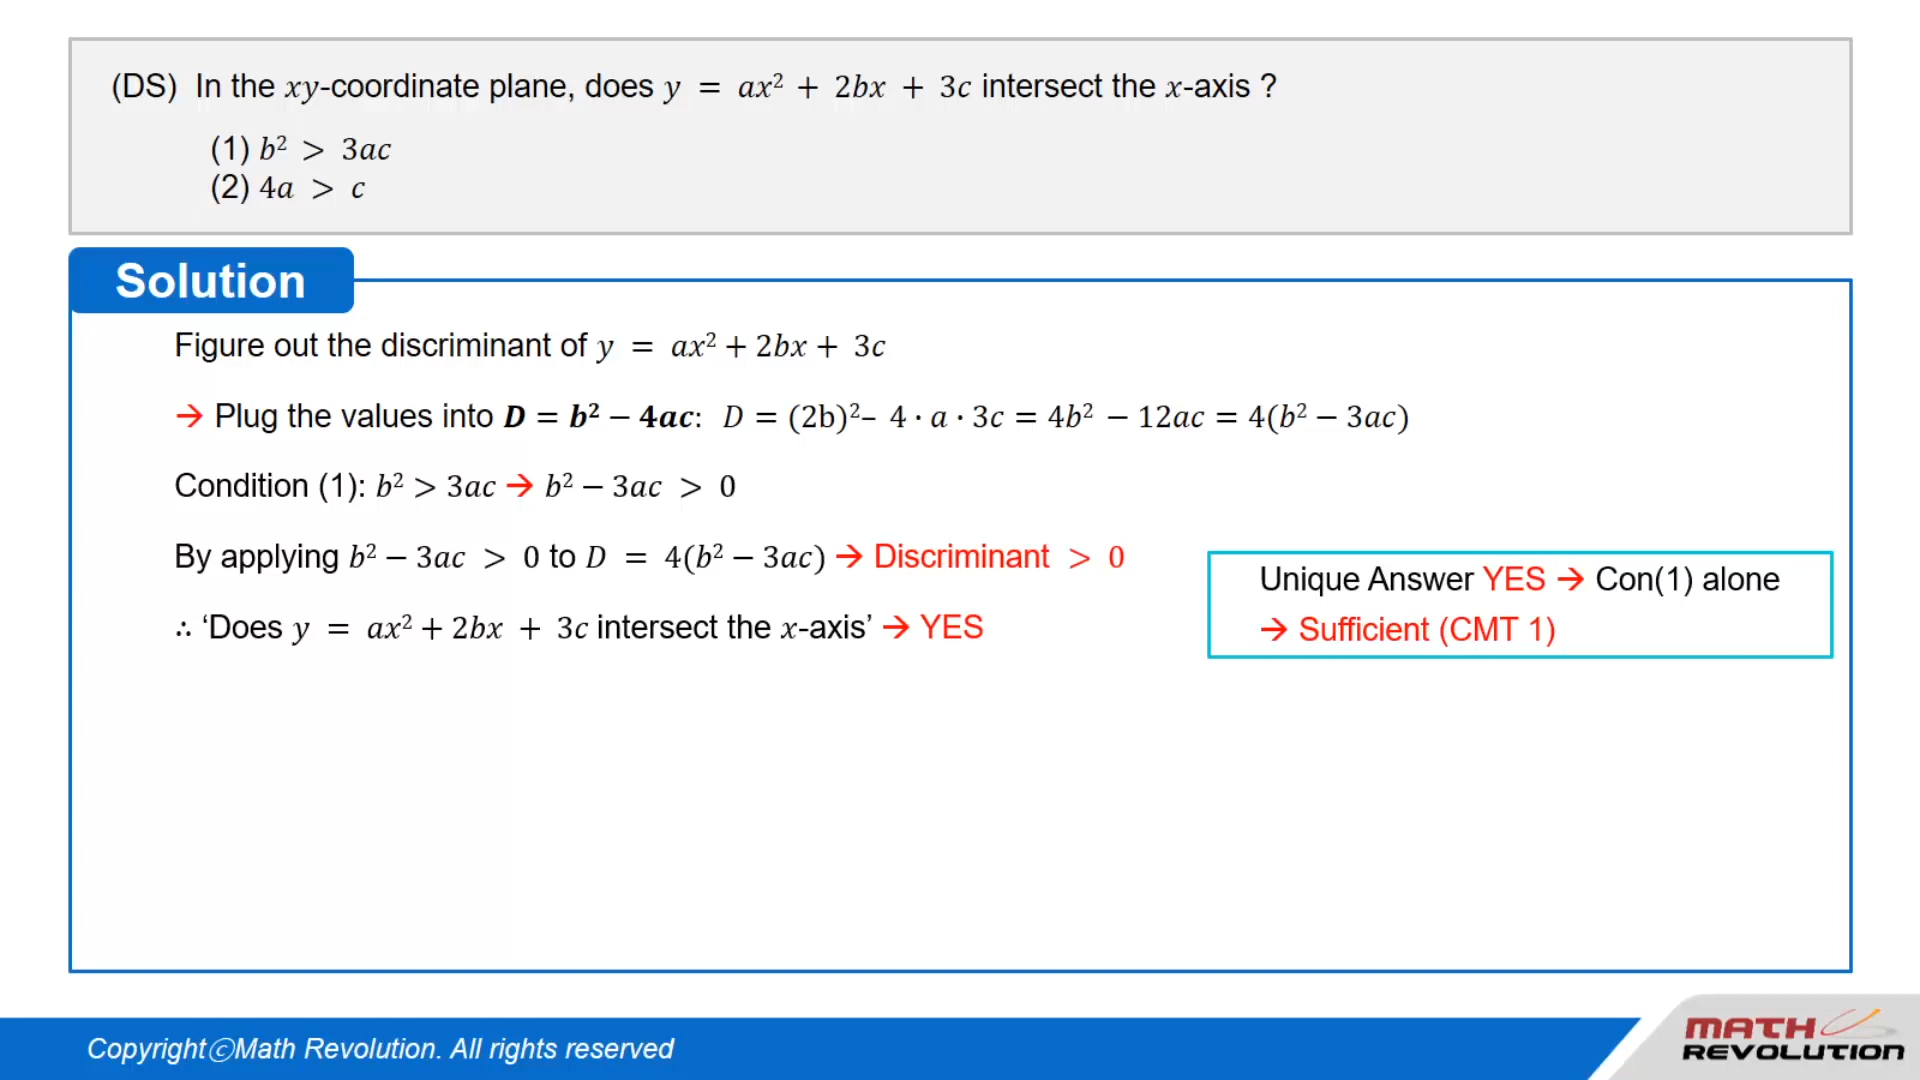 (DS) In the xy-coordinate plane, does y = ax² + 2bx + 3c intersect the x-axis ?
(1) b² > 3ac
(2) 4a > c
Solution
Figure out the discriminant of y = ax² + 2bx + 3c
→ Plug the values into D = b² − 4ac: D = (2b)²– 4 · a · 3c = 4b² − 12ac = 4(b² − 3ac)
Condition (1): b² > 3ac → b² − 3ac > 0
By applying b² − 3ac > 0 to D = 4(b² − 3ac) → Discriminant > 0
∴ ‘Does y = ax² + 2bx + 3c intersect the x-axis’ → YES
Unique Answer YES → Con(1) alone
→ Sufficient (CMT 1)
CopyrightⓒMath Revolution. All rights reserved
MATH
REVOLUTION